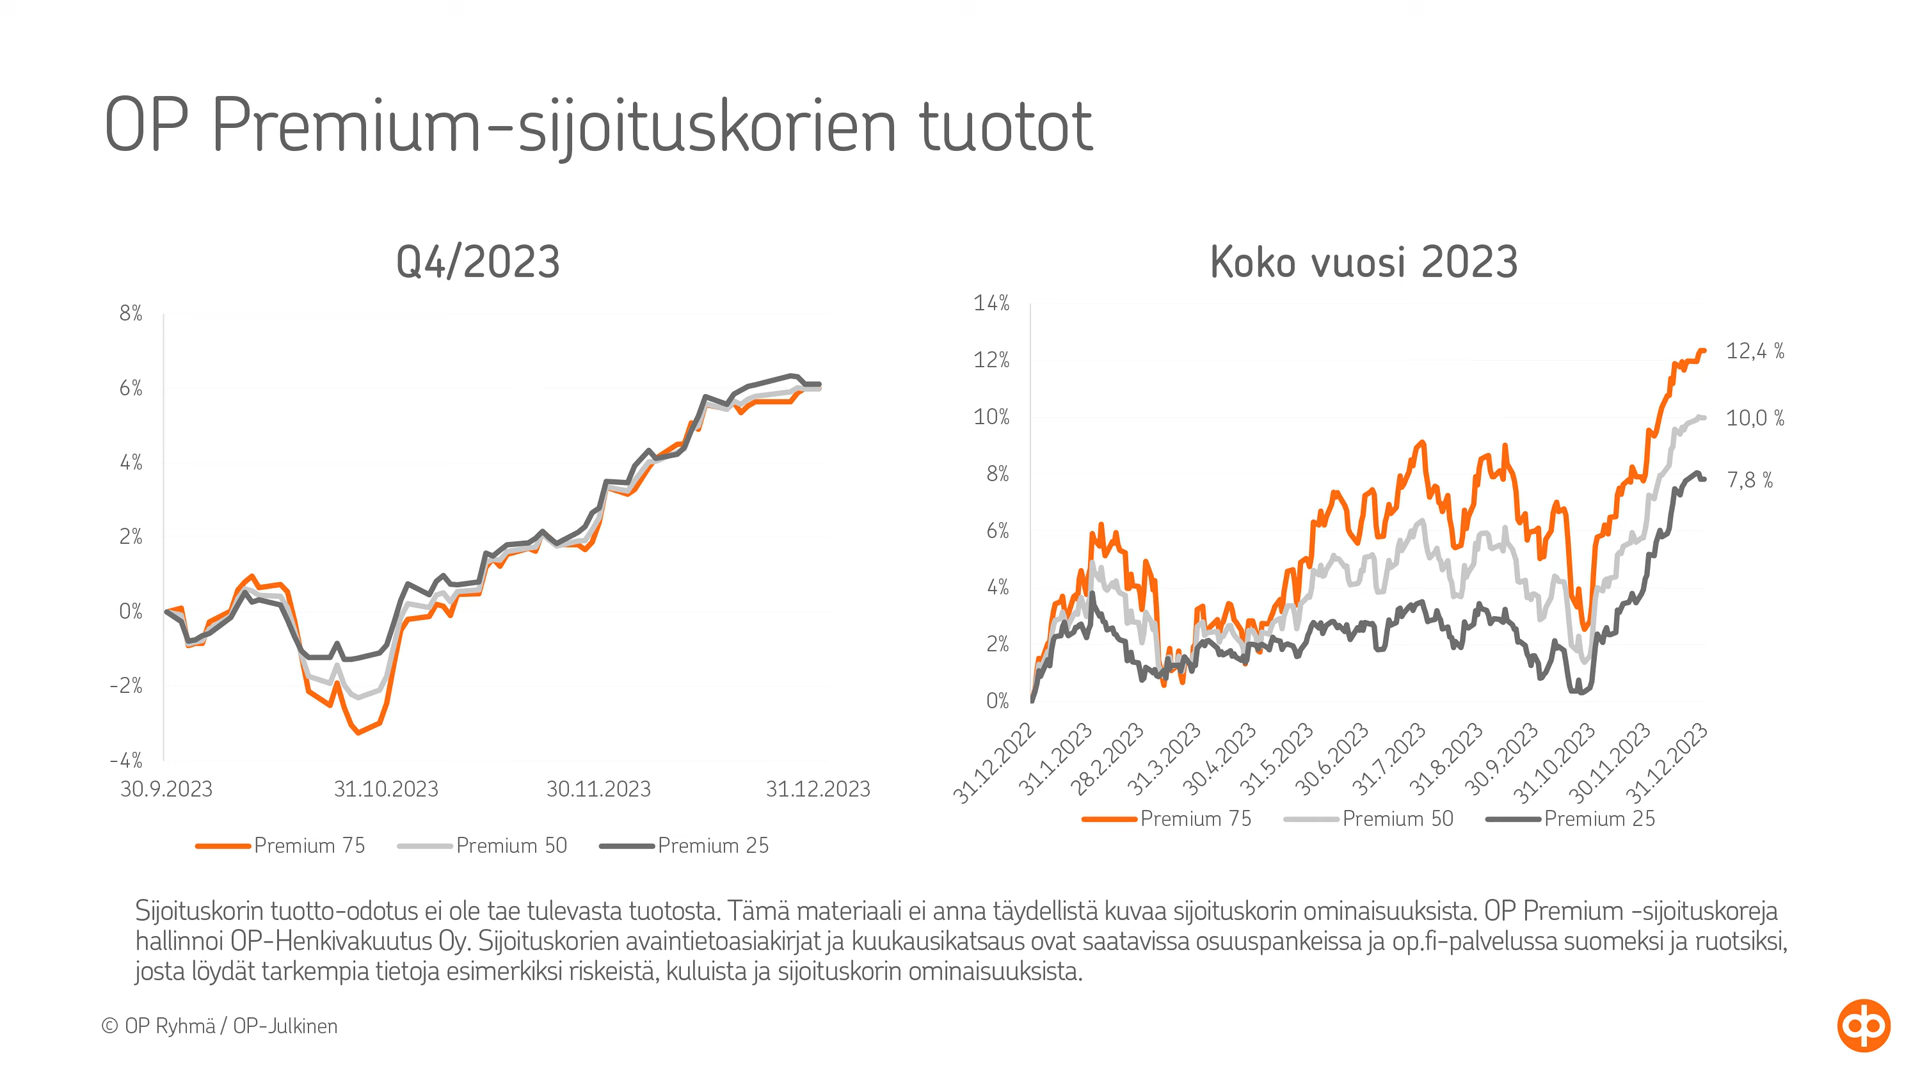 OP Premium-sijoituskorien tuotot
Q4/2023
8%
6%
4%
2%
0%
-2%
-4%
30.9.2023
31.10.2023
30.11.2023
31.12.2023
Premium 75
Premium 50
Premium 25
Koko vuosi 2023
14%
12%
10%
8%
6%
4%
2%
0%
12,4 %
10,0 %
7,8 %
31.12.2022
31.1.2023
28.2.2023
31.3.2023
30.4.2023
31.5.2023
30.6.2023
31.7.2023
31.8.2023
30.9.2023
31.10.2023
30.11.2023
31.12.2023
Premium 75
Premium 50
Premium 25
Sijoituskorin tuotto-odotus ei ole tae tulevasta tuotosta. Tämä materiaali ei anna täydellistä kuvaa sijoituskorin ominaisuuksista. OP Premium -sijoituskoreja
hallinnoi OP-Henkivakuutus Oy. Sijoituskorien avaintietoasiakirjat ja kuukausikatsaus ovat saatavissa osuuspankeissa ja op.fi-palvelussa suomeksi ja ruotsiksi,
josta löydät tarkempia tietoja esimerkiksi riskeistä, kuluista ja sijoituskorin ominaisuuksista.
© OP Ryhmä / OP-Julkinen